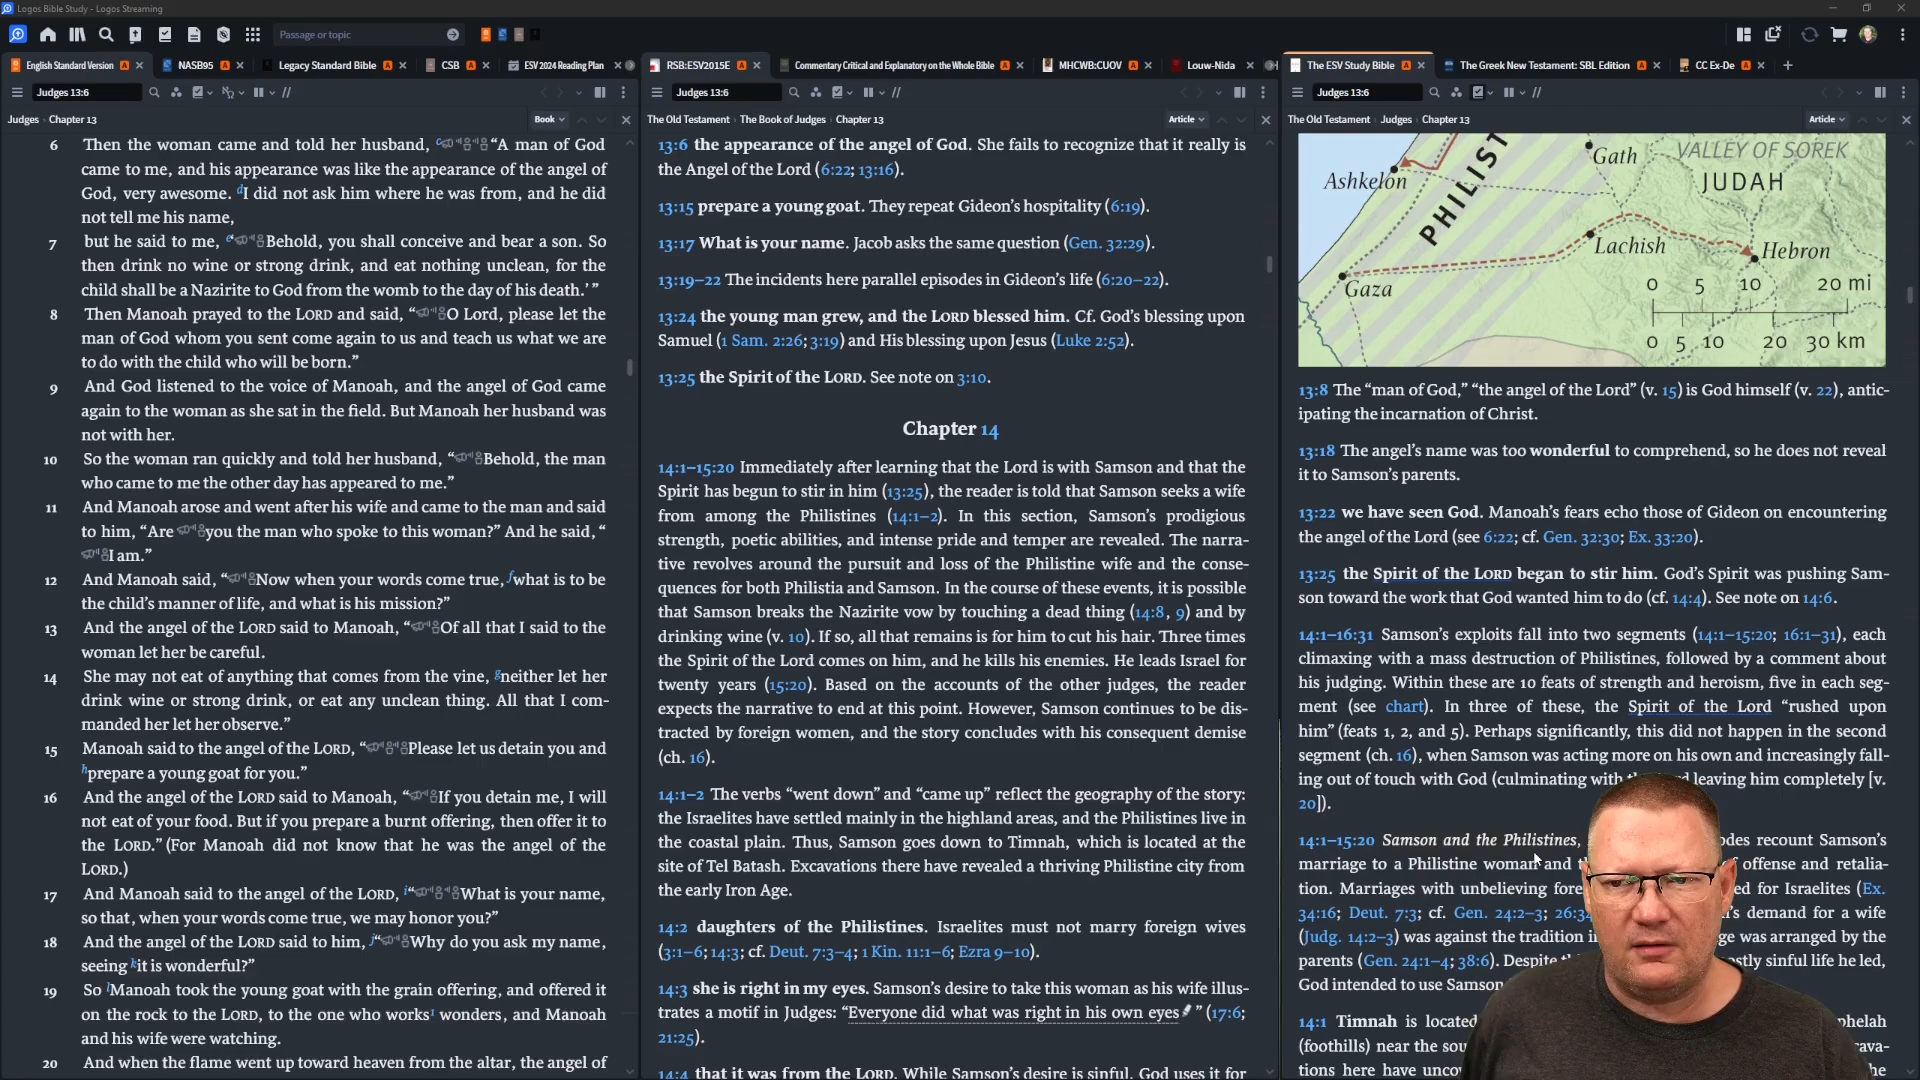 Logos Bible Study - Logos Streaming
Passage or topic
English Standard Version A
NASB95 A
Legacy Standard Bible A
CSB A
ESV 2024 Reading Plan
RSB:ESV2015E A
Commentary Critical and Explanatory on the Whole Bible A
MHCWB:CUOV A
Louw-Nida
The ESV Study Bible A
The Greek New Testament: SBL Edition A
CC Ex-De A
Judges 13:6
Judges Chapter 13
Book
6 Then the woman came and told her husband, c “A man of God
came to me, and his appearance was like the appearance of the angel of
God, very awesome. dI did not ask him where he was from, and he did
not tell me his name,
7 but he said to me, e‘Behold, you shall conceive and bear a son. So
then drink no wine or strong drink, and eat nothing unclean, for the
child shall be a Nazirite to God from the womb to the day of his death.’ ”
8 Then Manoah prayed to the LORD and said, “O Lord, please let the
man of God whom you sent come again to us and teach us what we are
to do with the child who will be born.”
9 And God listened to the voice of Manoah, and the angel of God came
again to the woman as she sat in the field. But Manoah her husband was
not with her.
10 So the woman ran quickly and told her husband, “Behold, the man
who came to me the other day has appeared to me.”
11 And Manoah arose and went after his wife and came to the man and said
to him, “Are you the man who spoke to this woman?” And he said, “
I am.”
12 And Manoah said, “Now when your words come true, fwhat is to be
the child’s manner of life, and what is his mission?”
13 And the angel of the LORD said to Manoah, “Of all that I said to the
woman let her be careful.
14 She may not eat of anything that comes from the vine, gneither let her
drink wine or strong drink, or eat any unclean thing. All that I com-
manded her let her observe.”
15 Manoah said to the angel of the LORD, “Please let us detain you and
hprepare a young goat for you.”
16 And the angel of the LORD said to Manoah, “If you detain me, I will
not eat of your food. But if you prepare a burnt offering, then offer it to
the LORD.” (For Manoah did not know that he was the angel of the
LORD.)
17 And Manoah said to the angel of the LORD, i“What is your name,
so that, when your words come true, we may honor you?”
18 And the angel of the LORD said to him, j“Why do you ask my name,
seeing kit is wonderful?”
19 So lManoah took the young goat with the grain offering, and offered it
on the rock to the LORD, to the one who works1 wonders, and Manoah
and his wife were watching.
20 And when the flame went up toward heaven from the altar, the angel of
Judges 13:6
The Old Testament The Book of Judges Chapter 13
Article
13:6 the appearance of the angel of God. She fails to recognize that it really is
the Angel of the Lord (6:22; 13:16).
13:15 prepare a young goat. They repeat Gideon’s hospitality (6:19).
13:17 What is your name. Jacob asks the same question (Gen. 32:29).
13:19–22 The incidents here parallel episodes in Gideon’s life (6:20–22).
13:24 the young man grew, and the LORD blessed him. Cf. God’s blessing upon
Samuel (1 Sam. 2:26; 3:19) and His blessing upon Jesus (Luke 2:52).
13:25 the Spirit of the LORD. See note on 3:10.
Chapter 14
14:1–15:20 Immediately after learning that the Lord is with Samson and that the
Spirit has begun to stir in him (13:25), the reader is told that Samson seeks a wife
from among the Philistines (14:1–2). In this section, Samson’s prodigious
strength, poetic abilities, and intense pride and temper are revealed. The narra-
tive revolves around the pursuit and loss of the Philistine wife and the conse-
quences for both Philistia and Samson. In the course of these events, it is possible
that Samson breaks the Nazirite vow by touching a dead thing (14:8, 9) and by
drinking wine (v. 10). If so, all that remains is for him to cut his hair. Three times
the Spirit of the Lord comes on him, and he kills his enemies. He leads Israel for
twenty years (15:20). Based on the accounts of the other judges, the reader
expects the narrative to end at this point. However, Samson continues to be dis-
tracted by foreign women, and the story concludes with his consequent demise
(ch. 16).
14:1–2 The verbs “went down” and “came up” reflect the geography of the story:
the Israelites have settled mainly in the highland areas, and the Philistines live in
the coastal plain. Thus, Samson goes down to Timnah, which is located at the
site of Tel Batash. Excavations there have revealed a thriving Philistine city from
the early Iron Age.
14:2 daughters of the Philistines. Israelites must not marry foreign wives
(3:1–6; 14:3; cf. Deut. 7:3–4; 1 Kin. 11:1–6; Ezra 9–10).
14:3 she is right in my eyes. Samson’s desire to take this woman as his wife illus-
trates a motif in Judges: “Everyone did what was right in his own eyes” (17:6;
21:25).
14:4 that it was from the LORD. While Samson’s desire is sinful, God uses it for
Judges 13:6
The Old Testament Judges Chapter 13
Article
Gath
VALLEY OF SOREK
Ashkelon
JUDAH
PHILIST
Lachish
Hebron
Gaza
0 5 10 20 mi
0 5 10 20 30 km
13:8 The “man of God,” “the angel of the Lord” (v. 15) is God himself (v. 22), antic-
ipating the incarnation of Christ.
13:18 The angel’s name was too wonderful to comprehend, so he does not reveal
it to Samson’s parents.
13:22 we have seen God. Manoah’s fears echo those of Gideon on encountering
the angel of the Lord (see 6:22; cf. Gen. 32:30; Ex. 33:20).
13:25 the Spirit of the LORD began to stir him. God’s Spirit was pushing Sam-
son toward the work that God wanted him to do (cf. 14:4). See note on 14:6.
14:1–16:31 Samson’s exploits fall into two segments (14:1–15:20; 16:1–31), each
climaxing with a mass destruction of Philistines, followed by a comment about
his judging. Within these are 10 feats of strength and heroism, five in each seg-
ment (see chart). In three of these, the Spirit of the Lord “rushed upon
him” (feats 1, 2, and 5). Perhaps significantly, this did not happen in the second
segment (ch. 16), when Samson was acting more on his own and increasingly fall-
ing out of touch with God (culminating with leaving him completely [v.
20]).
14:1–15:20 Samson and the Philistines, recount Samson’s
marriage to a Philistine woman and of offense and retalia-
tion. Marriages with unbelieving for Israelites (Ex.
34:16; Deut. 7:3; cf. Gen. 24:2–3; demand for a wife
(Judg. 14:2–3) was against the tradition was arranged by the
parents (Gen. 24:1–4; 38:6). Despite sinful life he led,
God intended to use Samson
14:1 Timnah is located
(foothills) near the
tions here have